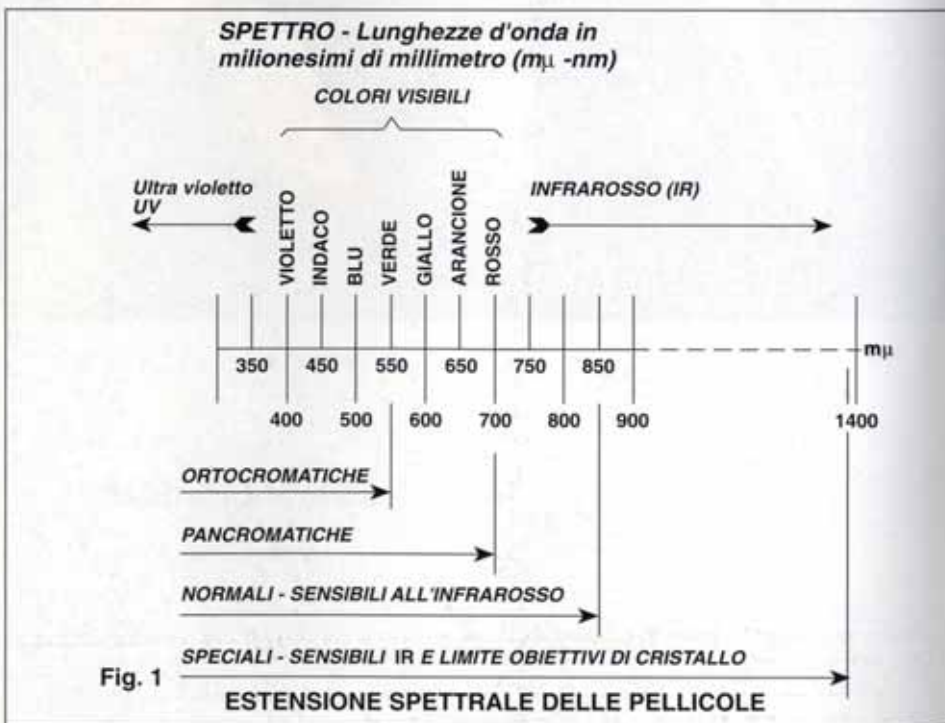 SPETTRO - Lunghezze d'onda in
milionesimi di millimetro (mµ -nm)
COLORI VISIBILI
Ultra violetto
UV
INFRAROSSO (IR)
VIOLETTO
INDACO
BLU
VERDE
GIALLO
ARANCIONE
ROSSO
350 450 550 650 750 850 mµ
400 500 600 700 800 900 1400
ORTOCROMATICHE
PANCROMATICHE
NORMALI - SENSIBILI ALL'INFRAROSSO
SPECIALI - SENSIBILI IR E LIMITE OBIETTIVI DI CRISTALLO
Fig. 1
ESTENSIONE SPETTRALE DELLE PELLICOLE